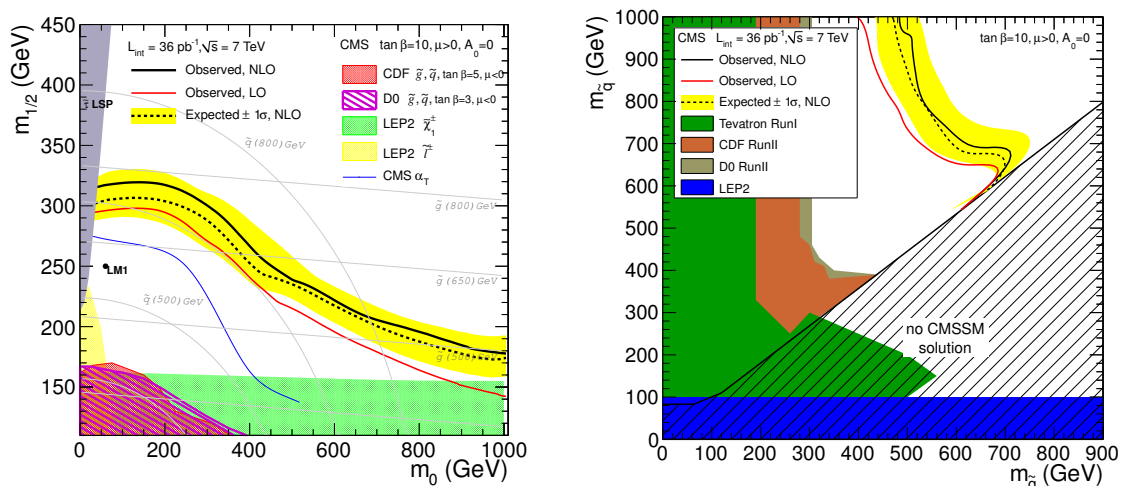 L_int = 36 pb⁻¹, √s = 7 TeV
CMS tan β=10, μ>0, A₀=0
Observed, NLO
Observed, LO
Expected ± 1σ, NLO
CDF g̃, q̃, tan β=5, μ<0
D0 g̃, q̃, tan β=3, μ<0
LEP2 χ̃₁±
LEP2 l̃±
CMS α_T
LSP
q̃(800)GeV
g̃(800)GeV
LM1
q̃(500)GeV
g̃(650)GeV
m₁/₂ (GeV)
450
400
350
300
250
200
150
0 200 400 600 800 1000
m₀ (GeV)
CMS L_int = 36 pb⁻¹, √s = 7 TeV
tan β=10, μ>0, A₀=0
Observed, NLO
Observed, LO
Expected ± 1σ, NLO
Tevatron RunI
CDF RunII
D0 RunII
LEP2
no CMSSM
solution
m_q̃ (GeV)
1000
900
800
700
600
500
400
300
200
100
0
0 100 200 300 400 500 600 700 800 900
m_g̃ (GeV)